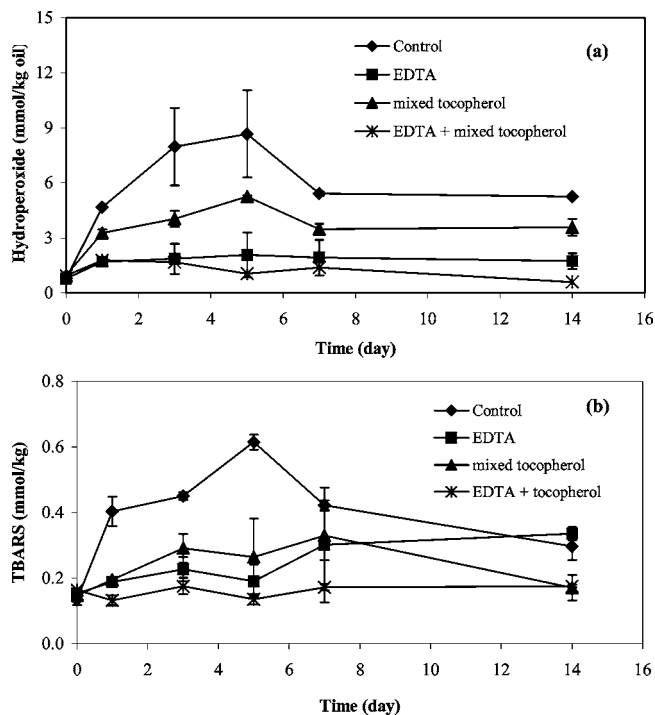 15
12
9
6
3
0
Hydroperoxide (mmol/kg oil)
(a)
Control
EDTA
mixed tocopherol
EDTA + mixed tocopherol
0 2 4 6 8 10 12 14 16
Time (day)
0.8
0.6
0.4
0.2
0.0
TBARS (mmol/kg)
(b)
Control
EDTA
mixed tocopherol
EDTA + tocopherol
0 2 4 6 8 10 12 14 16
Time (day)